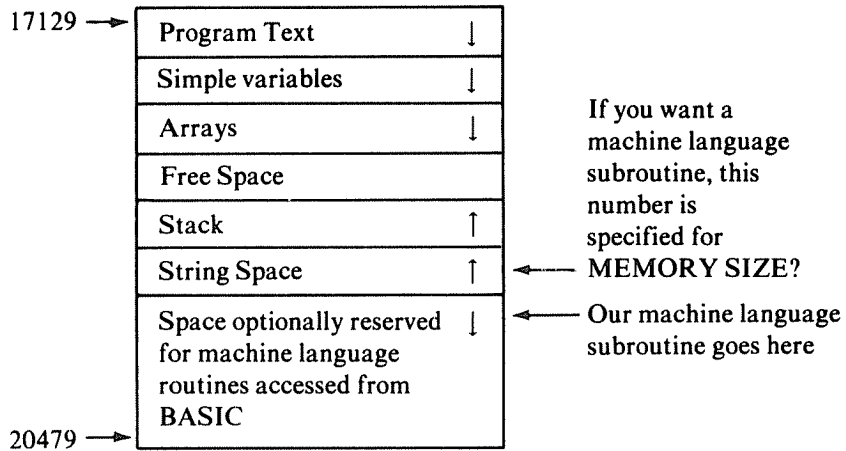 17129
Program Text ↓
Simple variables ↓
Arrays ↓
Free Space
Stack ↑
String Space ↑
Space optionally reserved ↓
for machine language
routines accessed from
BASIC
20479
If you want a
machine language
subroutine, this
number is
specified for
MEMORY SIZE?
Our machine language
subroutine goes here